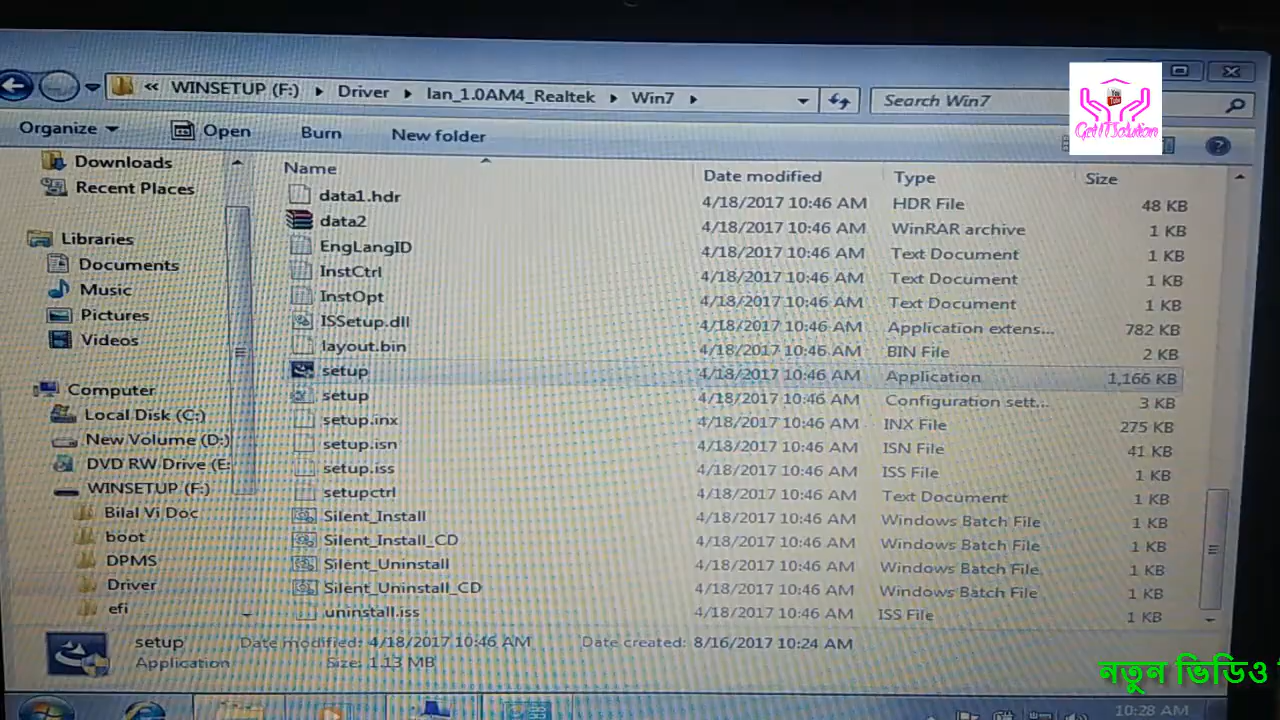 « WINSETUP (F:) ▸ Driver ▸ lan_1.0AM4_Realtek ▸ Win7 ▸
Search Win7
You Tube
Get IT Solution
Organize Open Burn New folder
Downloads
Recent Places
Libraries
Documents
Music
Pictures
Videos
Computer
Local Disk (C:)
New Volume (D:)
DVD RW Drive (E:
WINSETUP (F:)
Bilal Vi Doc
boot
DPMS
Driver
efi
Name Date modified Type Size
data1.hdr 4/18/2017 10:46 AM HDR File 48 KB
data2 4/18/2017 10:46 AM WinRAR archive 1 KB
EngLangID 4/18/2017 10:46 AM Text Document 1 KB
InstCtrl 4/18/2017 10:46 AM Text Document 1 KB
InstOpt 4/18/2017 10:46 AM Text Document 1 KB
ISSetup.dll 4/18/2017 10:46 AM Application extens... 782 KB
layout.bin 4/18/2017 10:46 AM BIN File 2 KB
setup 4/18/2017 10:46 AM Application 1,166 KB
setup 4/18/2017 10:46 AM Configuration sett... 3 KB
setup.inx 4/18/2017 10:46 AM INX File 275 KB
setup.isn 4/18/2017 10:46 AM ISN File 41 KB
setup.iss 4/18/2017 10:46 AM ISS File 1 KB
setupctrl 4/18/2017 10:46 AM Text Document 1 KB
Silent_Install 4/18/2017 10:46 AM Windows Batch File 1 KB
Silent_Install_CD 4/18/2017 10:46 AM Windows Batch File 1 KB
Silent_Uninstall 4/18/2017 10:46 AM Windows Batch File 1 KB
Silent_Uninstall_CD 4/18/2017 10:46 AM Windows Batch File 1 KB
uninstall.iss 4/18/2017 10:46 AM ISS File 1 KB
setup Date modified: 4/18/2017 10:46 AM Date created: 8/16/2017 10:24 AM
Application Size: 1.13 MB
নতুন ভিডিও
10:28 AM